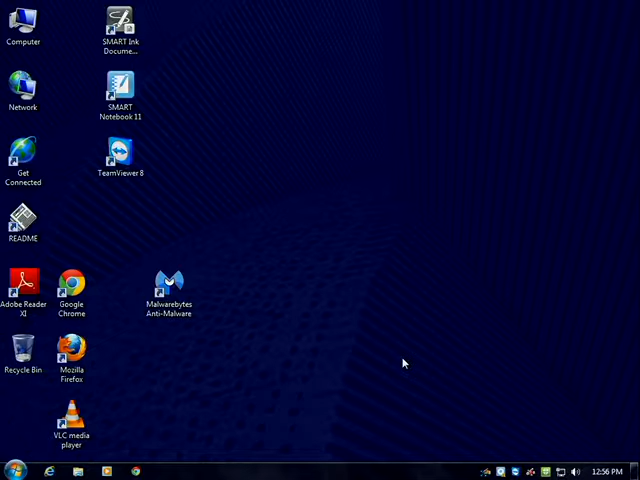 Computer
SMART Ink
Docume...
Network
SMART
Notebook 11
Get
Connected
TeamViewer 8
README
Adobe Reader
XI
Google
Chrome
Malwarebytes
Anti-Malware
Recycle Bin
Mozilla
Firefox
VLC media
player
12:56 PM